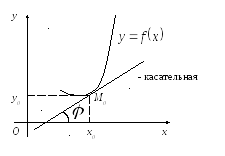 y
y = f(x)
- касательная
y₀
M₀
φ
O
x₀
x